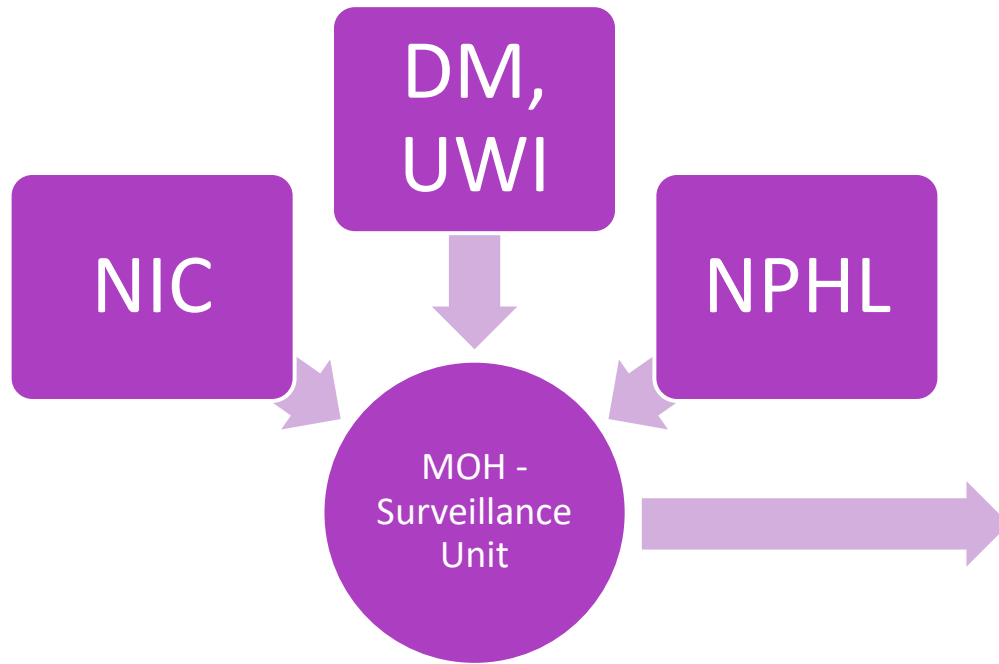 DM,
UWI
NIC
NPHL
MOH -
Surveillance
Unit